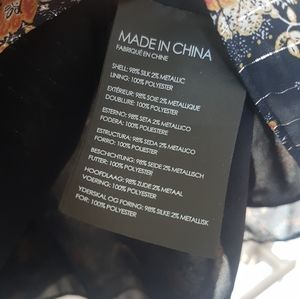 MADE IN CHINA
FABRIQUÉ EN CHINE
SHELL: 98% SILK 2% METALLIC
LINING: 100% POLYESTER
EXTÉRIEUR: 98% SOIE 2% METALLIQUE
DOUBLURE: 100% POLYESTER
ESTERNO: 98% SETA 2% METALLICO
FODERA: 100% POLIESTERE
ESTRUCTURA: 98% SEDA 2% METALICO
FORRO: 100% POLYESTER
BESCHICHTUNG: 98% SEIDE 2% METALLISCH
FUTTER: 100% POLYESTER
HOOFDLAAG: 98% ZIJDE 2% METAAL
VOERING: 100% POLYESTER
YDERSKAL OG FORING: 98% SILKE 2% METALLISK
FOR: 100% POLYESTER